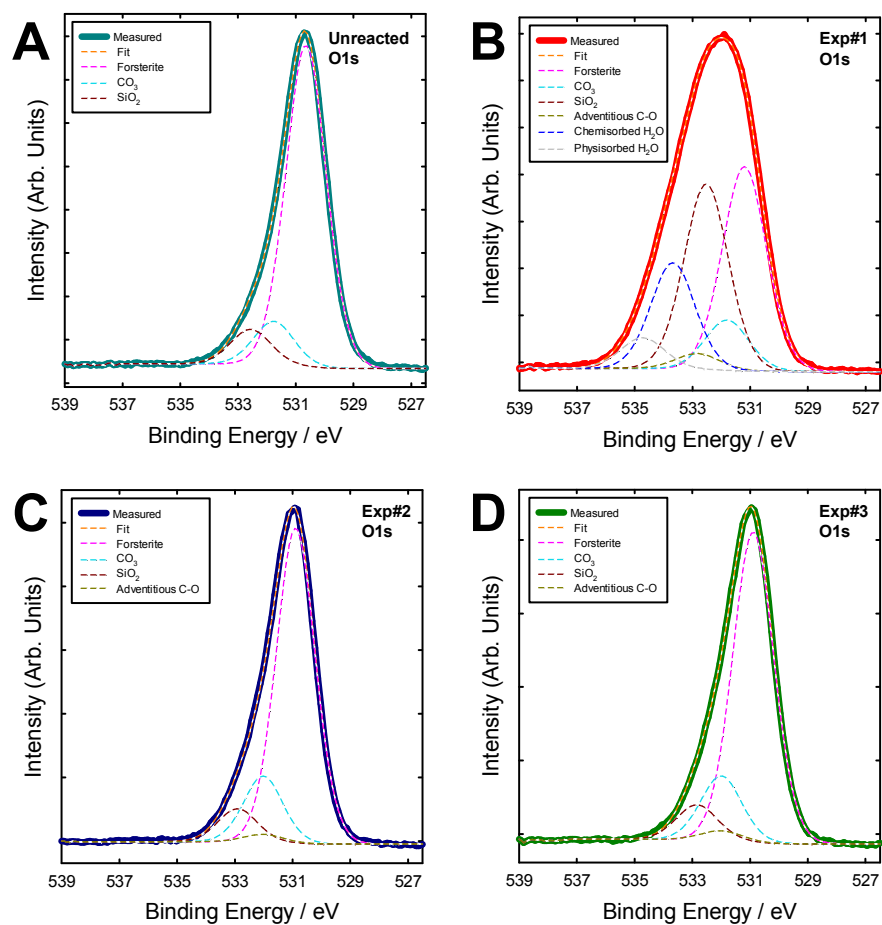 A
Unreacted
O1s
Measured
Fit
Forsterite
CO₃
SiO₂
Intensity (Arb. Units)
539 537 535 533 531 529 527
Binding Energy / eV
B
Exp#1
O1s
Measured
Fit
Forsterite
CO₃
SiO₂
Adventitious C-O
Chemisorbed H₂O
Physisorbed H₂O
Intensity (Arb. Units)
539 537 535 533 531 529 527
Binding Energy / eV
C
Exp#2
O1s
Measured
Fit
Forsterite
CO₃
SiO₂
Adventitious C-O
Intensity (Arb. Units)
539 537 535 533 531 529 527
Binding Energy / eV
D
Exp#3
O1s
Measured
Fit
Forsterite
CO₃
SiO₂
Adventitious C-O
Intensity (Arb. Units)
539 537 535 533 531 529 527
Binding Energy / eV